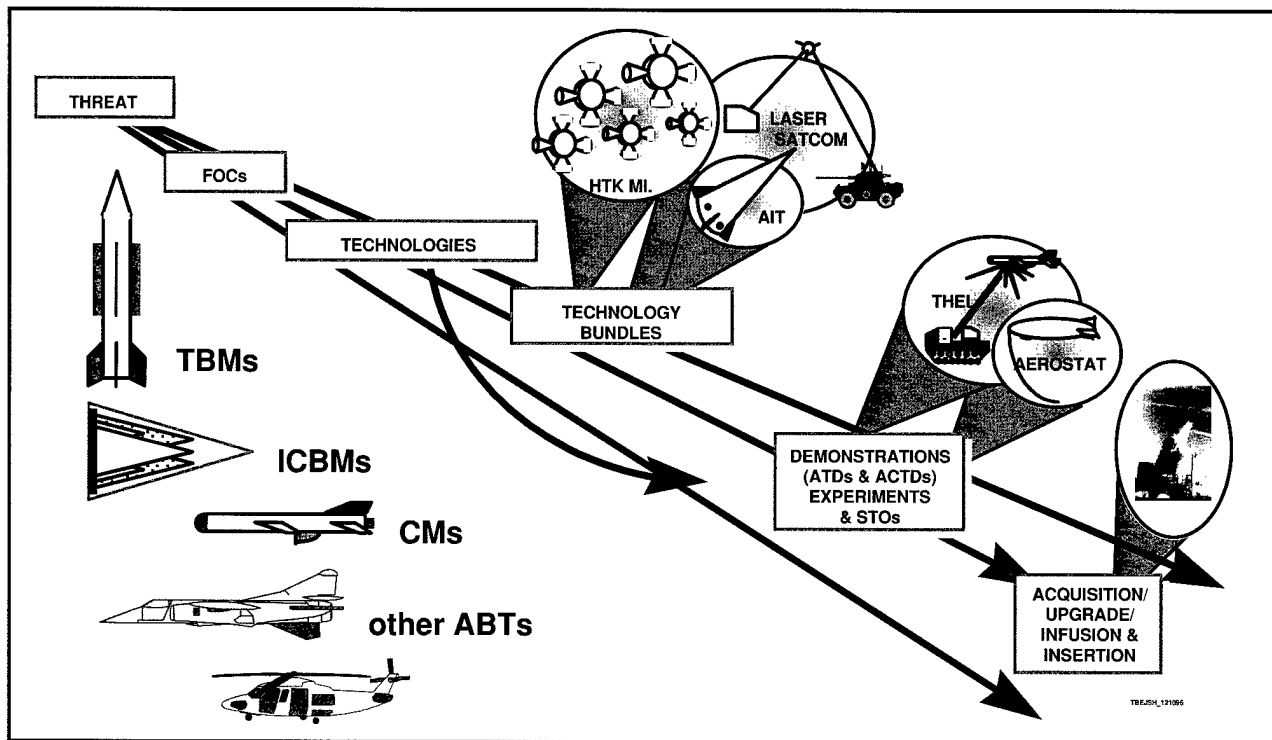 THREAT
FOCs
TECHNOLOGIES
TECHNOLOGY
BUNDLES
HTK MI.
LASER
SATCOM
AIT
THEL
AEROSTAT
DEMONSTRATIONS
(ATDs & ACTDs)
EXPERIMENTS
& STOs
ACQUISITION/
UPGRADE/
INFUSION &
INSERTION
TBMs
ICBMs
CMs
other ABTs